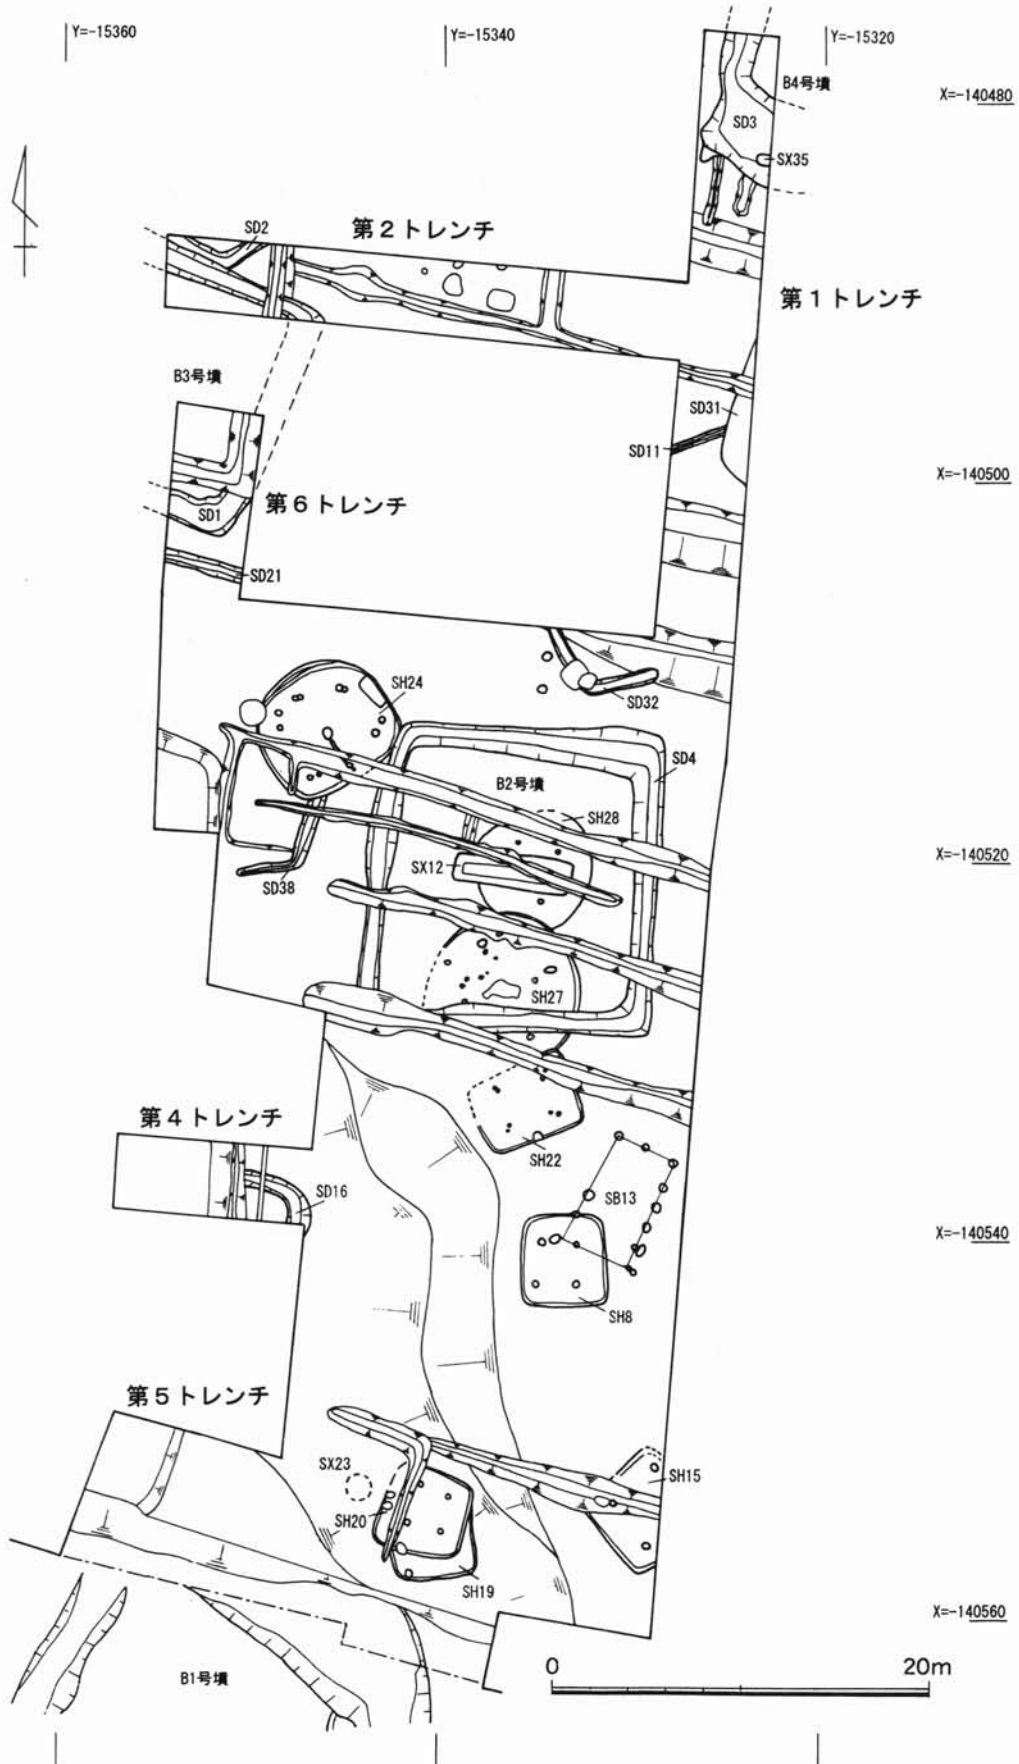 Y=-15360
Y=-15340
Y=-15320
B4号墳
X=-140480
SD3
SX35
SD2
第2トレンチ
第1トレンチ
B3号墳
SD31
SD11
X=-140500
第6トレンチ
SD1
SD21
SH24
SD32
SD4
B2号墳
SH28
X=-140520
SX12
SD38
SH27
第4トレンチ
SH22
SD16
SB13
X=-140540
SH8
第5トレンチ
SX23
SH15
SH20
SH19
X=-140560
0 20m
B1号墳